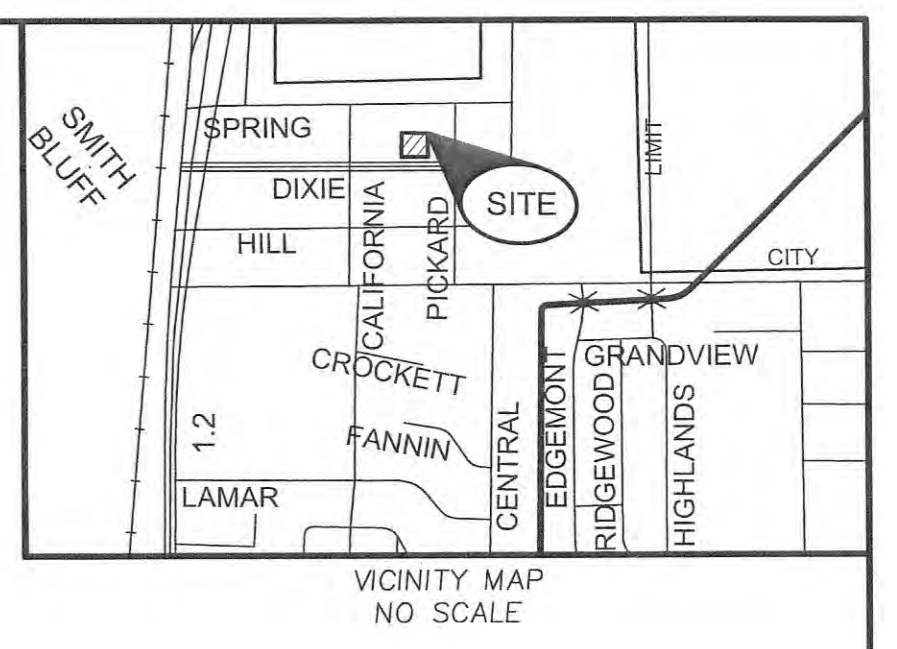 SMITH
BLUFF
SPRING
DIXIE
HILL
SITE
LIMIT
CITY
CALIFORNIA
PICKARD
CROCKETT
FANNIN
1.2
LAMAR
CENTRAL
EDGEMONT
GRANDVIEW
RIDGEWOOD
HIGHLANDS
VICINITY MAP
NO SCALE